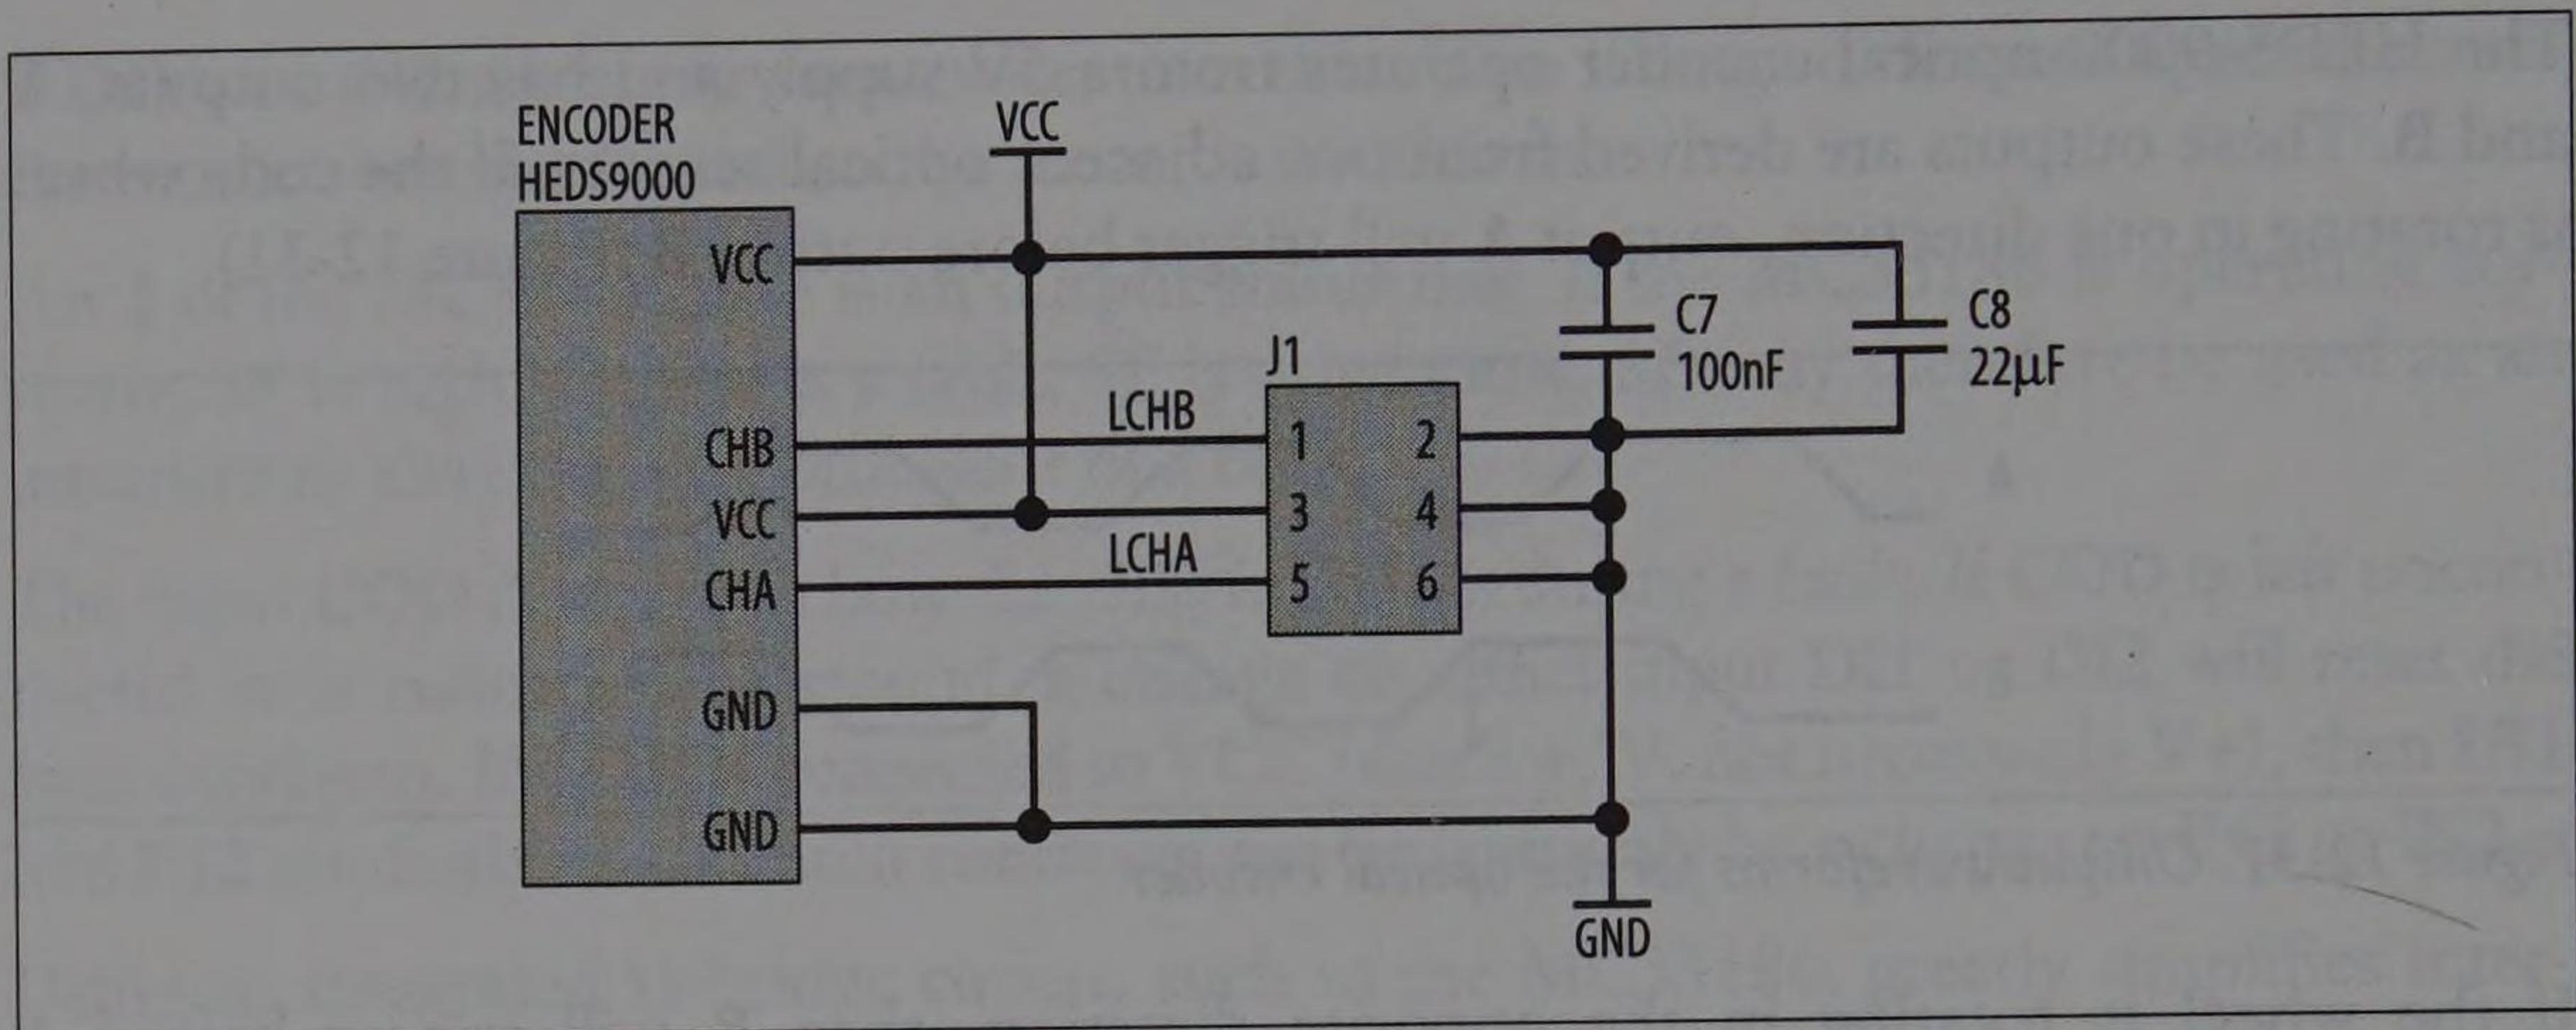 ENCODER
HEDS9000
VCC
VCC
CHB
VCC
CHA
GND
GND
LCHB
LCHA
J1
1 2
3 4
5 6
C7
100nF
C8
22µF
GND